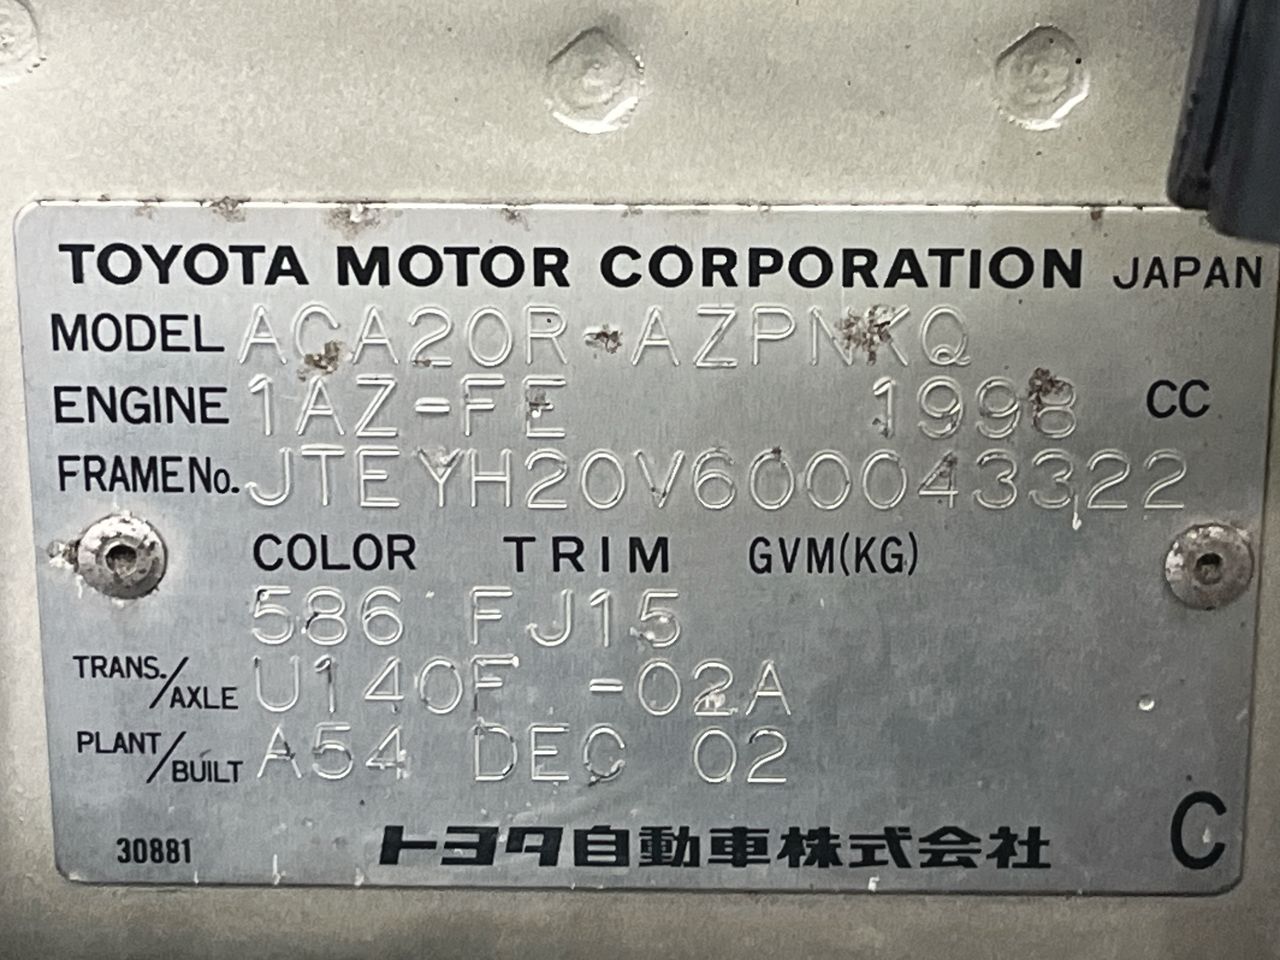 TOYOTA MOTOR CORPORATION JAPAN
MODEL ACA20R-AZPNKQ
ENGINE 1AZ-FE 1998 CC
FRAME No. JTEYH20V600043322
COLOR TRIM GVM(KG)
586 FJ15
TRANS./AXLE U140F -02A
PLANT/BUILT A54 DEC 02
30881 トヨタ自動車株式会社 C